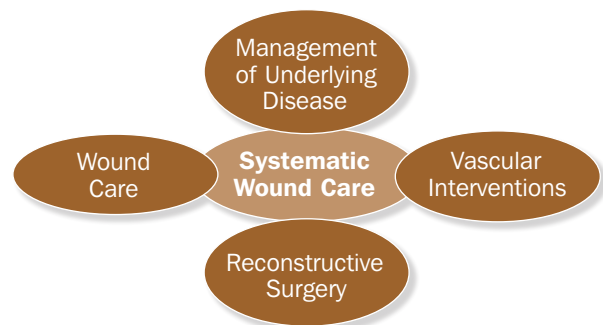 Management
of Underlying
Disease
Wound
Care
Systematic
Wound Care
Vascular
Interventions
Reconstructive
Surgery